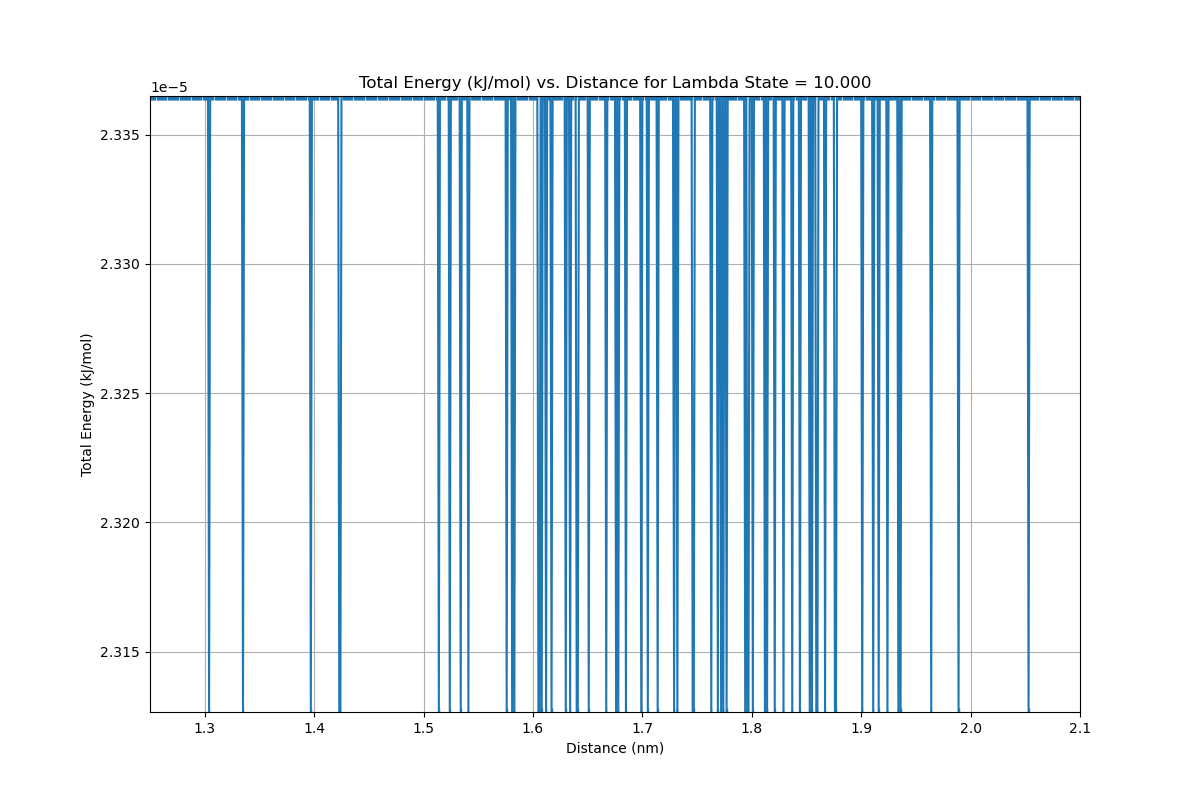 Total Energy (kJ/mol) vs. Distance for Lambda State = 10.000
1e−5
2.335
2.330
2.325
2.320
2.315
Total Energy (kJ/mol)
1.3 1.4 1.5 1.6 1.7 1.8 1.9 2.0 2.1
Distance (nm)